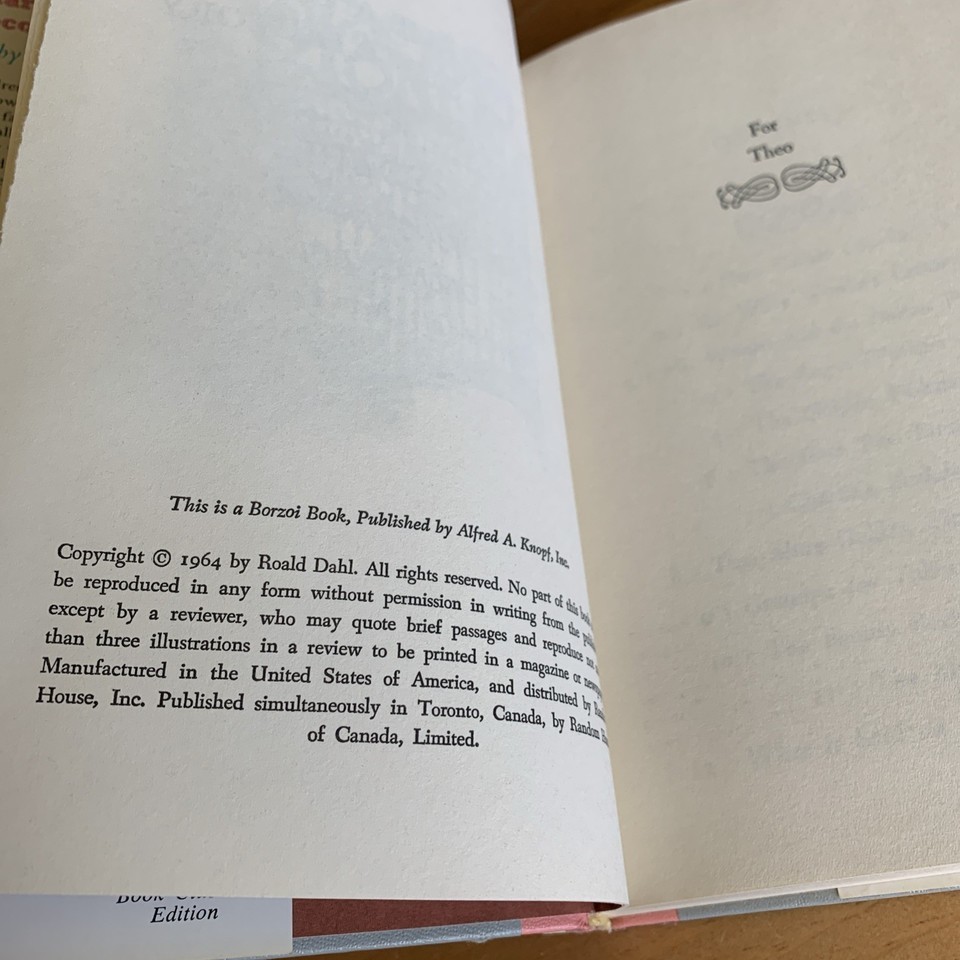 by
This is a Borzoi Book, Published by Alfred A. Knopf, Inc.
Copyright © 1964 by Roald Dahl. All rights reserved. No part of this book
be reproduced in any form without permission in writing from the
except by a reviewer, who may quote brief passages and reproduce not
than three illustrations in a review to be printed in a magazine or
Manufactured in the United States of America, and distributed by
House, Inc. Published simultaneously in Toronto, Canada, by Random
of Canada, Limited.
Book
Edition
For
Theo